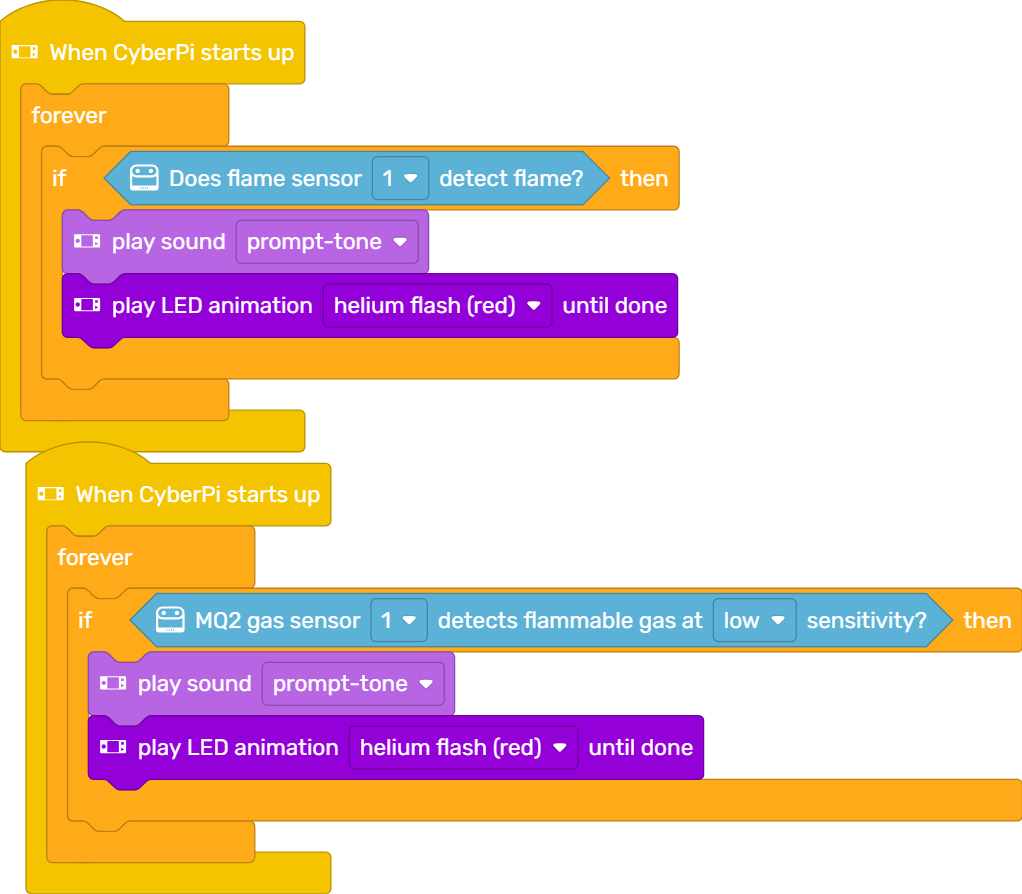 When CyberPi starts up
forever
if Does flame sensor 1 detect flame? then
play sound prompt-tone
play LED animation helium flash (red) until done
When CyberPi starts up
forever
if MQ2 gas sensor 1 detects flammable gas at low sensitivity? then
play sound prompt-tone
play LED animation helium flash (red) until done